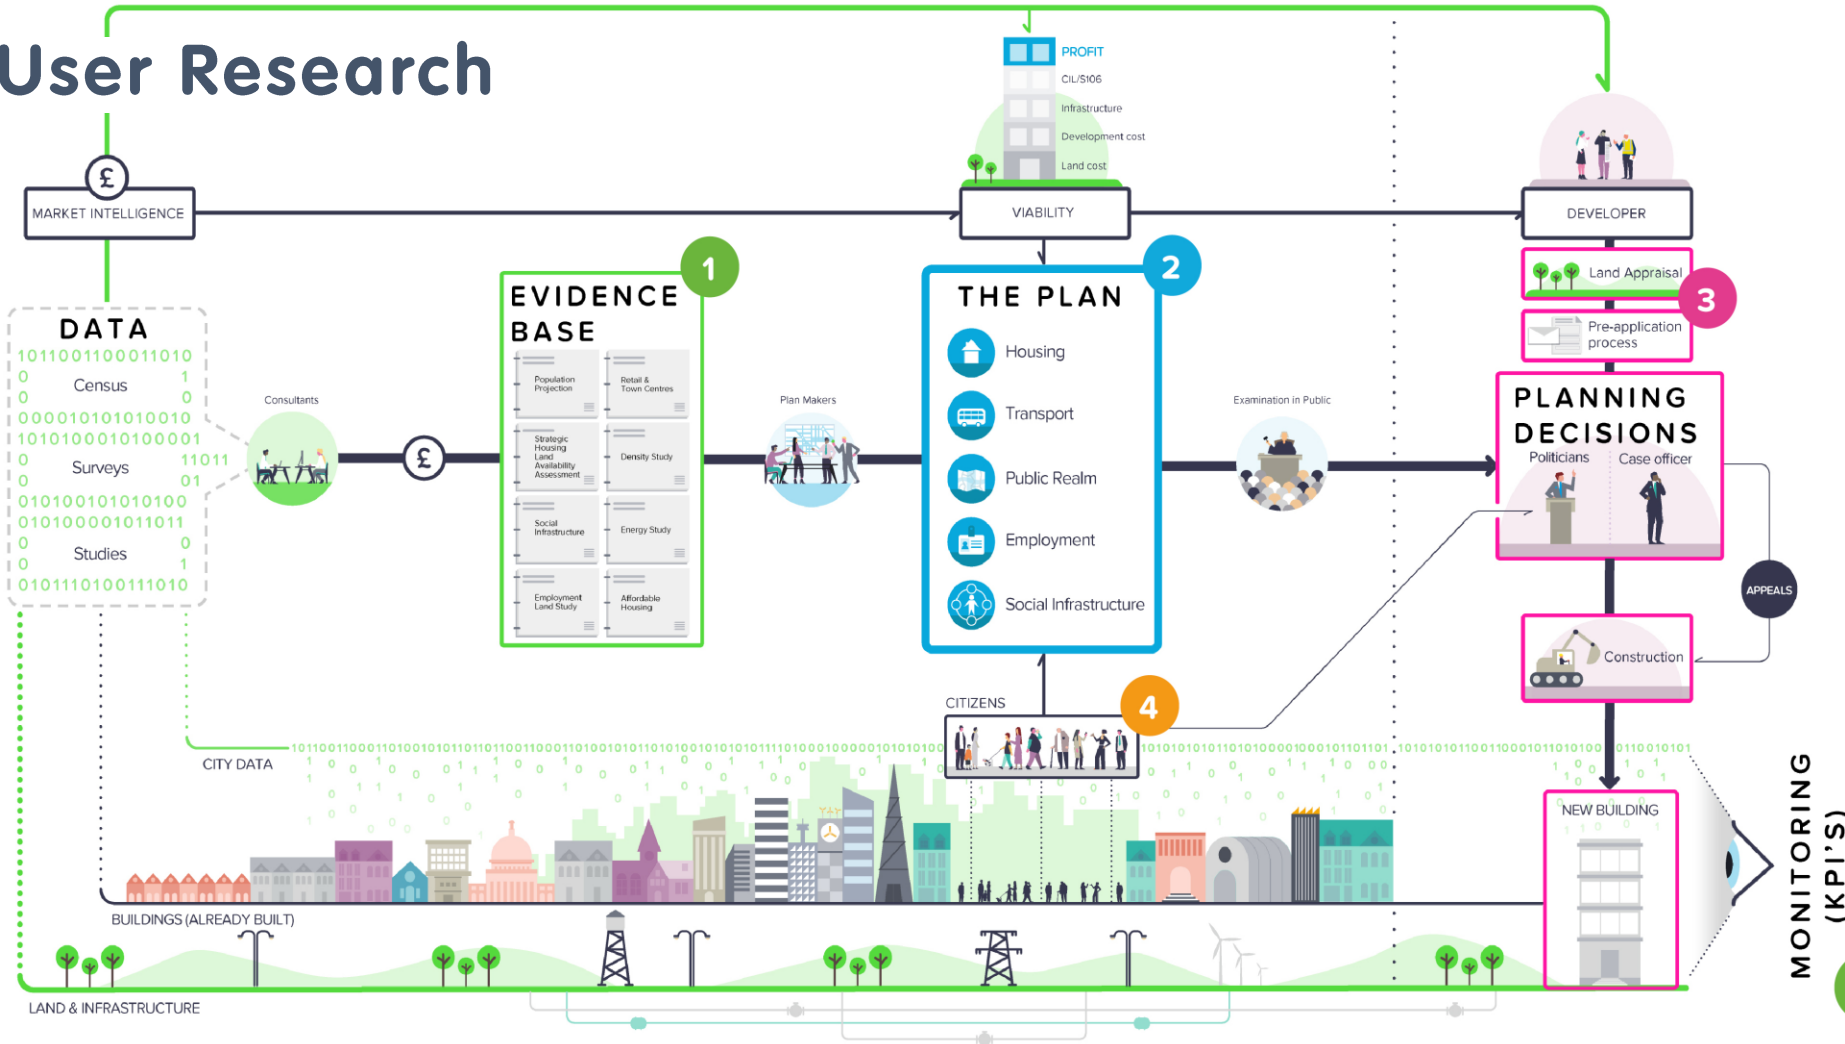 User Research
PROFIT
CIL/S106
Infrastructure
Development cost
Land cost
£
MARKET INTELLIGENCE
VIABILITY
DEVELOPER
Land Appraisal
3
Pre-application
process
1
EVIDENCE
BASE
Population
Projection
Retail &
Town Centres
Strategic
Housing
Land
Availability
Assessment
Density Study
Social
Infrastructure
Energy Study
Employment
Land Study
Affordable
Housing
2
THE PLAN
Housing
Transport
Public Realm
Employment
Social Infrastructure
DATA
10110011000110100
0
Census
1
0
0
000010101010010
10101000101000001
0
Surveys
11011
0
01
010100101010100
010100001011011
0
Studies
0
0
1
010111010011101010
Consultants
£
Plan Makers
Examination in Public
PLANNING
DECISIONS
Politicians
Case officer
APPEALS
Construction
CITIZENS
4
CITY DATA
NEW BUILDING
BUILDINGS (ALREADY BUILT)
LAND & INFRASTRUCTURE
MONITORING
(KPI'S)